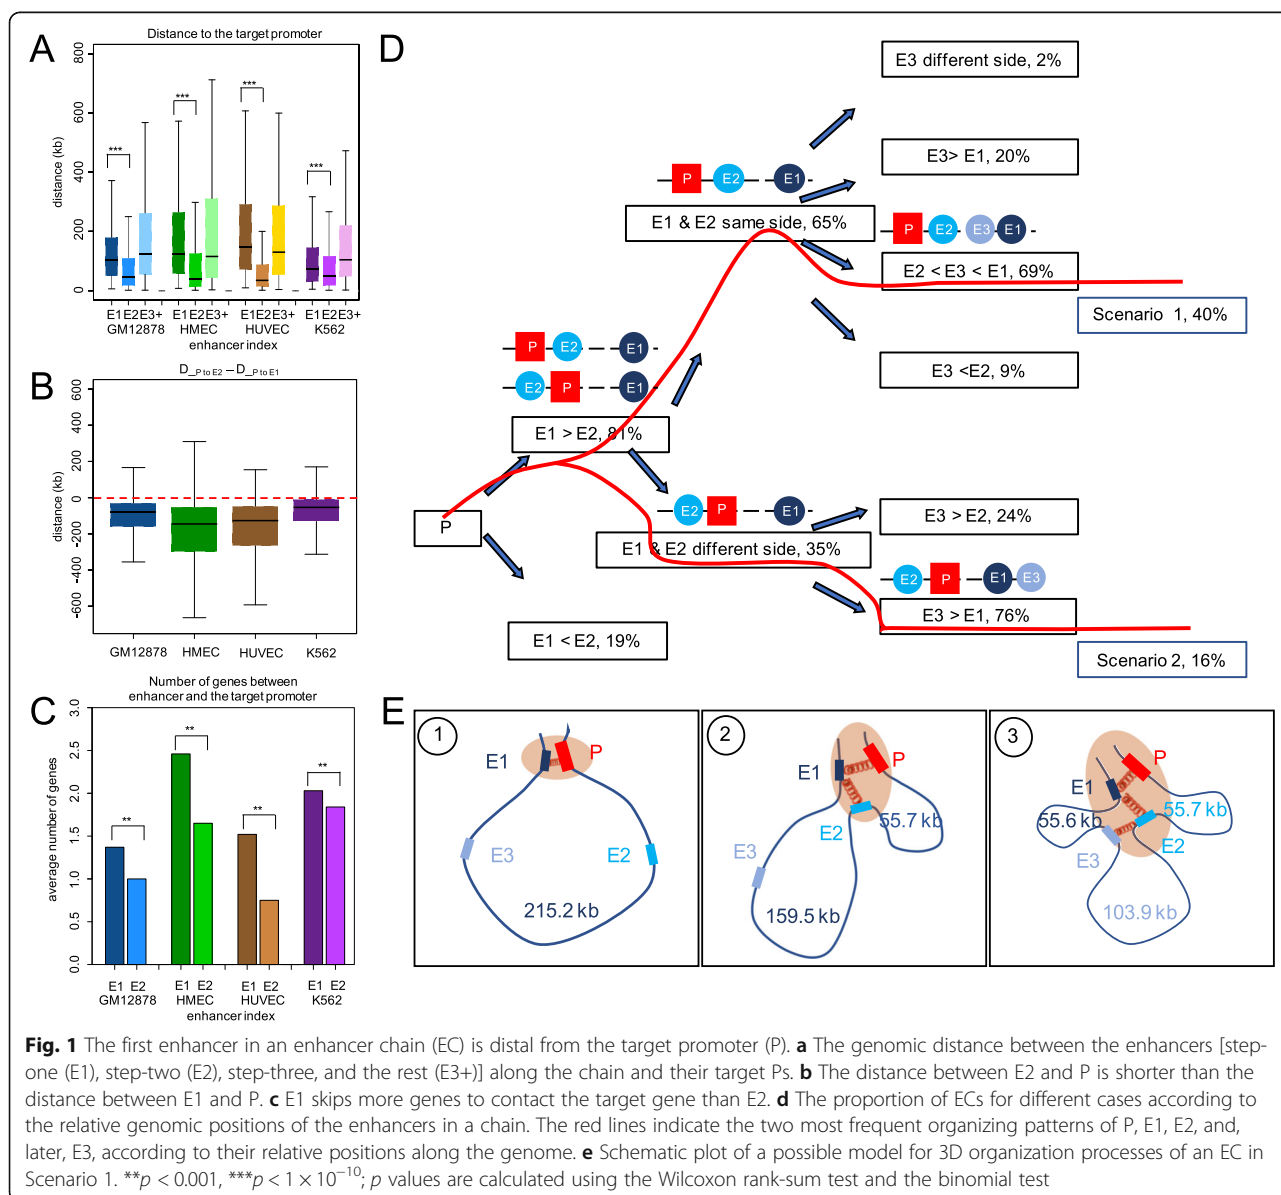 A
Distance to the target promoter
distance (kb)
800
600
400
200
0
***
***
***
***
E1E2E3+ E1E2E3+ E1E2E3+ E1E2E3+
GM12878 HMEC HUVEC K562
enhancer index
B
D_P to E2 – D_P to E1
distance (kb)
600
400
200
0
-200
-400
-600
GM12878 HMEC HUVEC K562
C
Number of genes between
enhancer and the target promoter
average number of genes
3.0
2.5
2.0
1.5
1.0
0.5
0.0
**
**
**
**
E1 E2 E1 E2 E1 E2 E1 E2
GM12878 HMEC HUVEC K562
enhancer index
D
E3 different side, 2%
E3> E1, 20%
P E2 E1
E1 & E2 same side, 65%
P E2 E3 E1
E2 < E3 < E1, 69%
Scenario 1, 40%
P E2 E1
E2 P E1
E3 <E2, 9%
E1 > E2, 81%
P
E2 P E1
E1 & E2 different side, 35%
E3 > E2, 24%
E2 P E1 E3
E3 > E1, 76%
E1 < E2, 19%
Scenario 2, 16%
E
1
E1 P
E3 E2
215.2 kb
2
P
E1
E2 55.7 kb
E3
159.5 kb
3
P
E1
55.6 kb 55.7 kb
E3 E2
103.9 kb
Fig. 1 The first enhancer in an enhancer chain (EC) is distal from the target promoter (P). a The genomic distance between the enhancers [step-
one (E1), step-two (E2), step-three, and the rest (E3+)] along the chain and their target Ps. b The distance between E2 and P is shorter than the
distance between E1 and P. c E1 skips more genes to contact the target gene than E2. d The proportion of ECs for different cases according to
the relative genomic positions of the enhancers in a chain. The red lines indicate the two most frequent organizing patterns of P, E1, E2, and,
later, E3, according to their relative positions along the genome. e Schematic plot of a possible model for 3D organization processes of an EC in
Scenario 1. **p < 0.001, ***p < 1 × 10⁻¹⁰; p values are calculated using the Wilcoxon rank-sum test and the binomial test